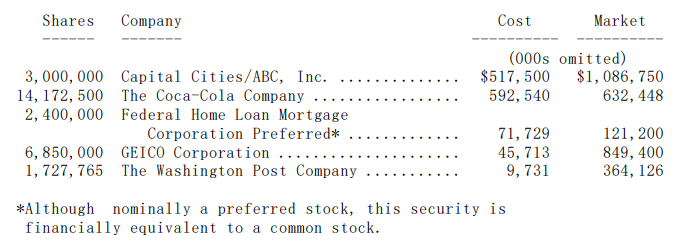 Shares Company Cost Market
------ ------- ---------- ----------
(000s omitted)
3,000,000 Capital Cities/ABC, Inc. .............. $517,500 $1,086,750
14,172,500 The Coca-Cola Company ................. 592,540 632,448
2,400,000 Federal Home Loan Mortgage
Corporation Preferred* ............. 71,729 121,200
6,850,000 GEICO Corporation ..................... 45,713 849,400
1,727,765 The Washington Post Company ........... 9,731 364,126
*Although nominally a preferred stock, this security is
financially equivalent to a common stock.